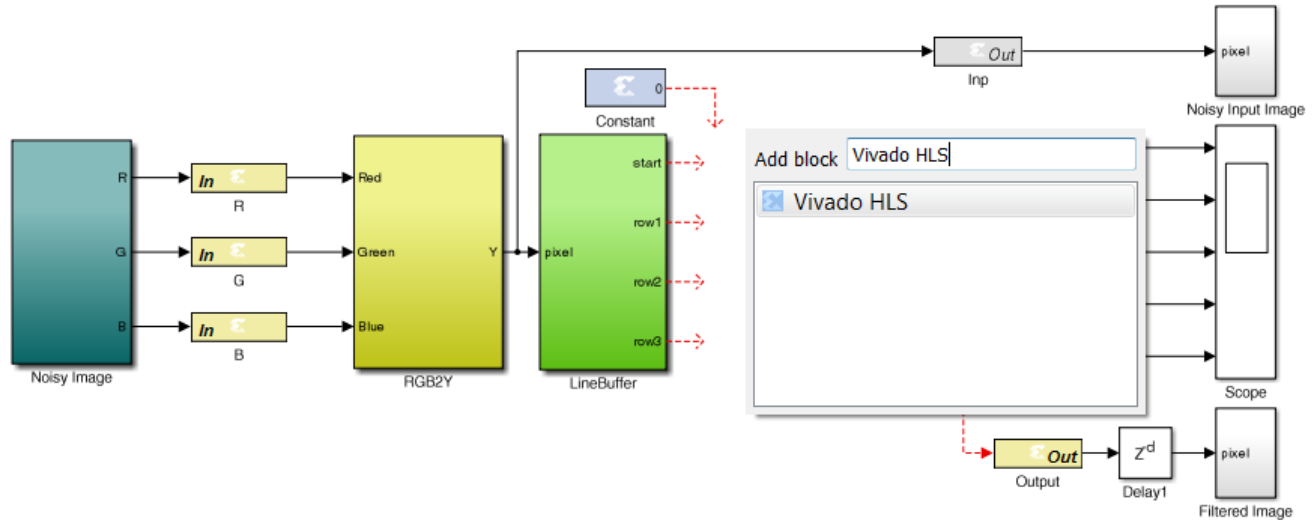 Out
Inp
pixel
Noisy Input Image
0
Constant
R
G
B
Noisy Image
In
R
In
G
In
B
Red
Green
Blue
Y
RGB2Y
pixel
start
row1
row2
row3
LineBuffer
Add block Vivado HLS
Vivado HLS
Scope
Out
Output
z-d
Delay1
pixel
Filtered Image